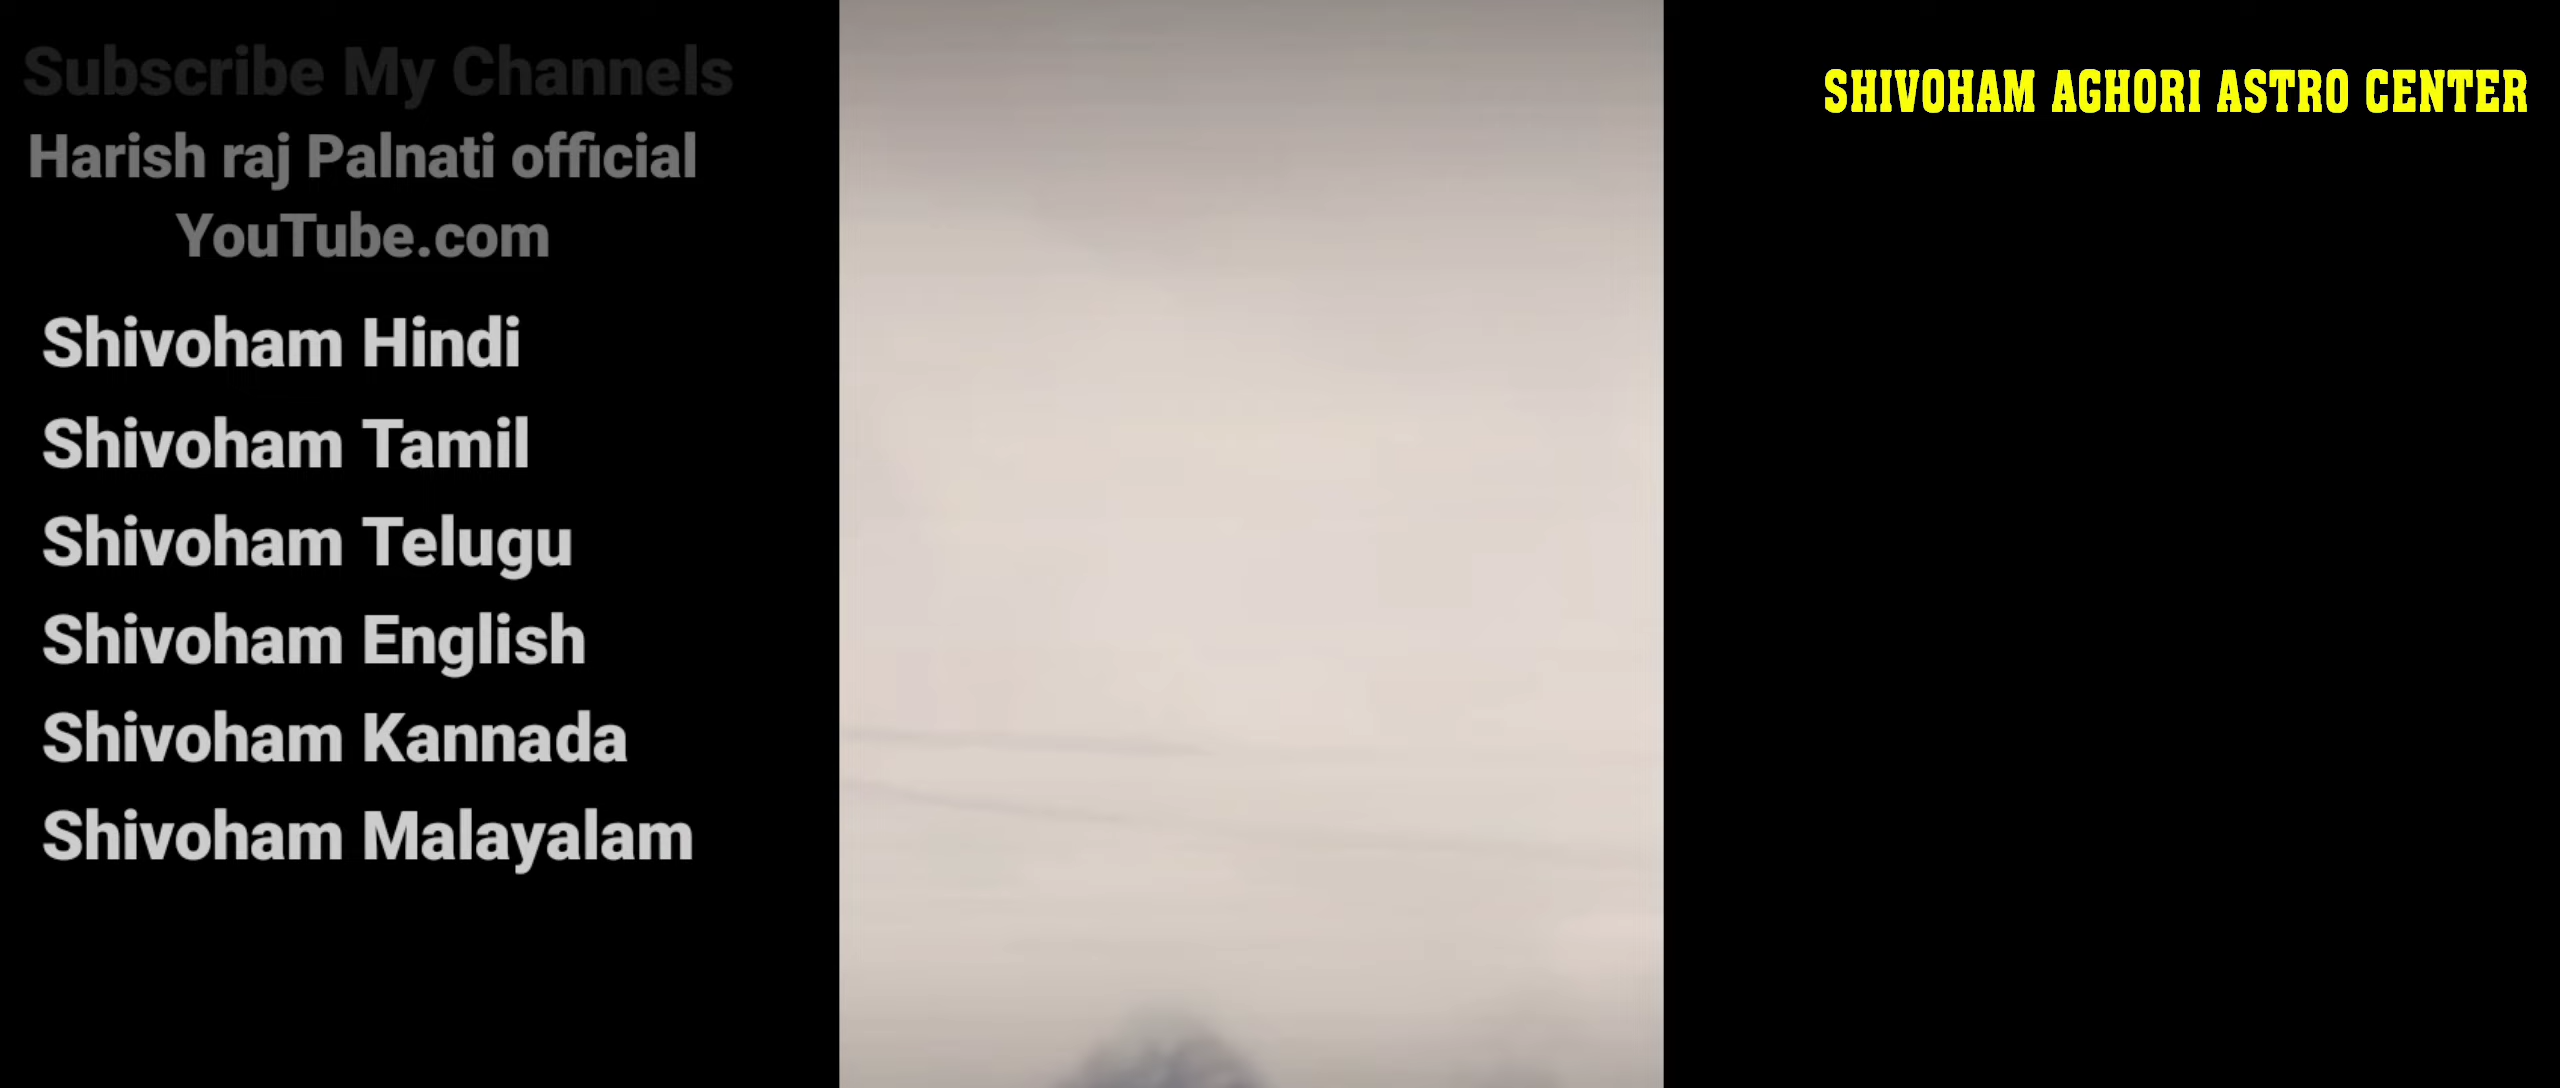 Subscribe My Channels
Harish raj Palnati official
YouTube.com
Shivoham Hindi
Shivoham Tamil
Shivoham Telugu
Shivoham English
Shivoham Kannada
Shivoham Malayalam
SHIVOHAM AGHORI ASTRO CENTER